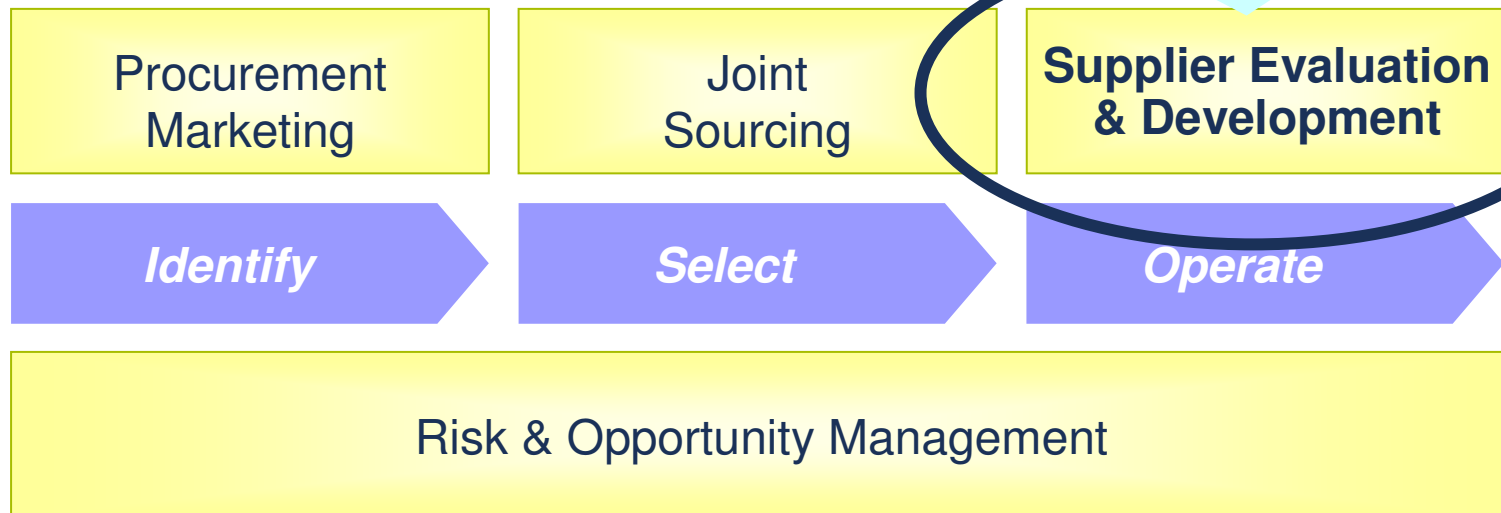 Procurement
Marketing
Joint
Sourcing
Supplier Evaluation
& Development
Identify
Select
Operate
Risk & Opportunity Management